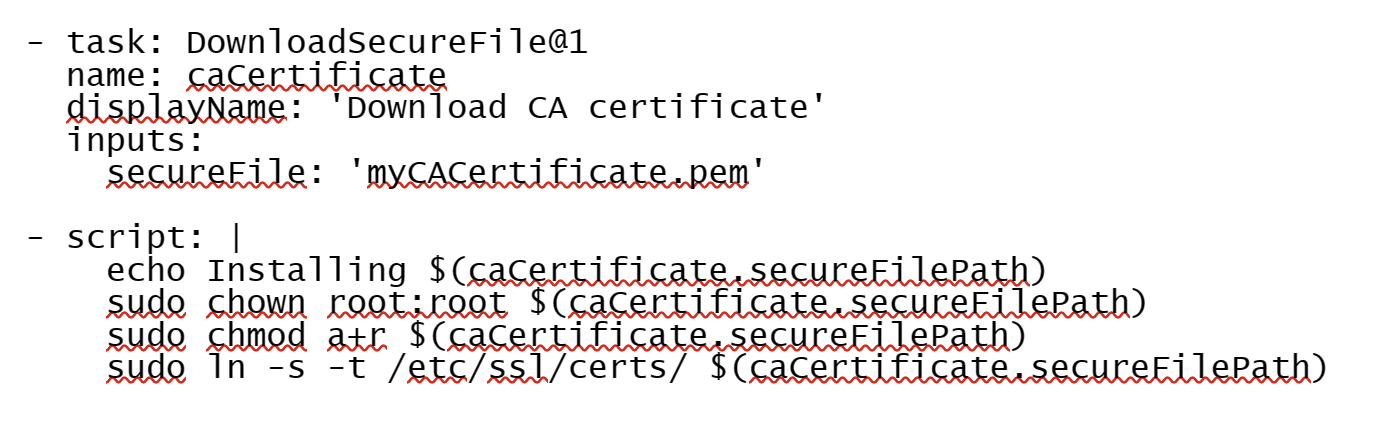 - task: DownloadSecureFile@1
  name: caCertificate
  displayName: 'Download CA certificate'
  inputs:
    secureFile: 'myCACertificate.pem'

- script: |
    echo Installing $(caCertificate.secureFilePath)
    sudo chown root:root $(caCertificate.secureFilePath)
    sudo chmod a+r $(caCertificate.secureFilePath)
    sudo ln -s -t /etc/ssl/certs/ $(caCertificate.secureFilePath)